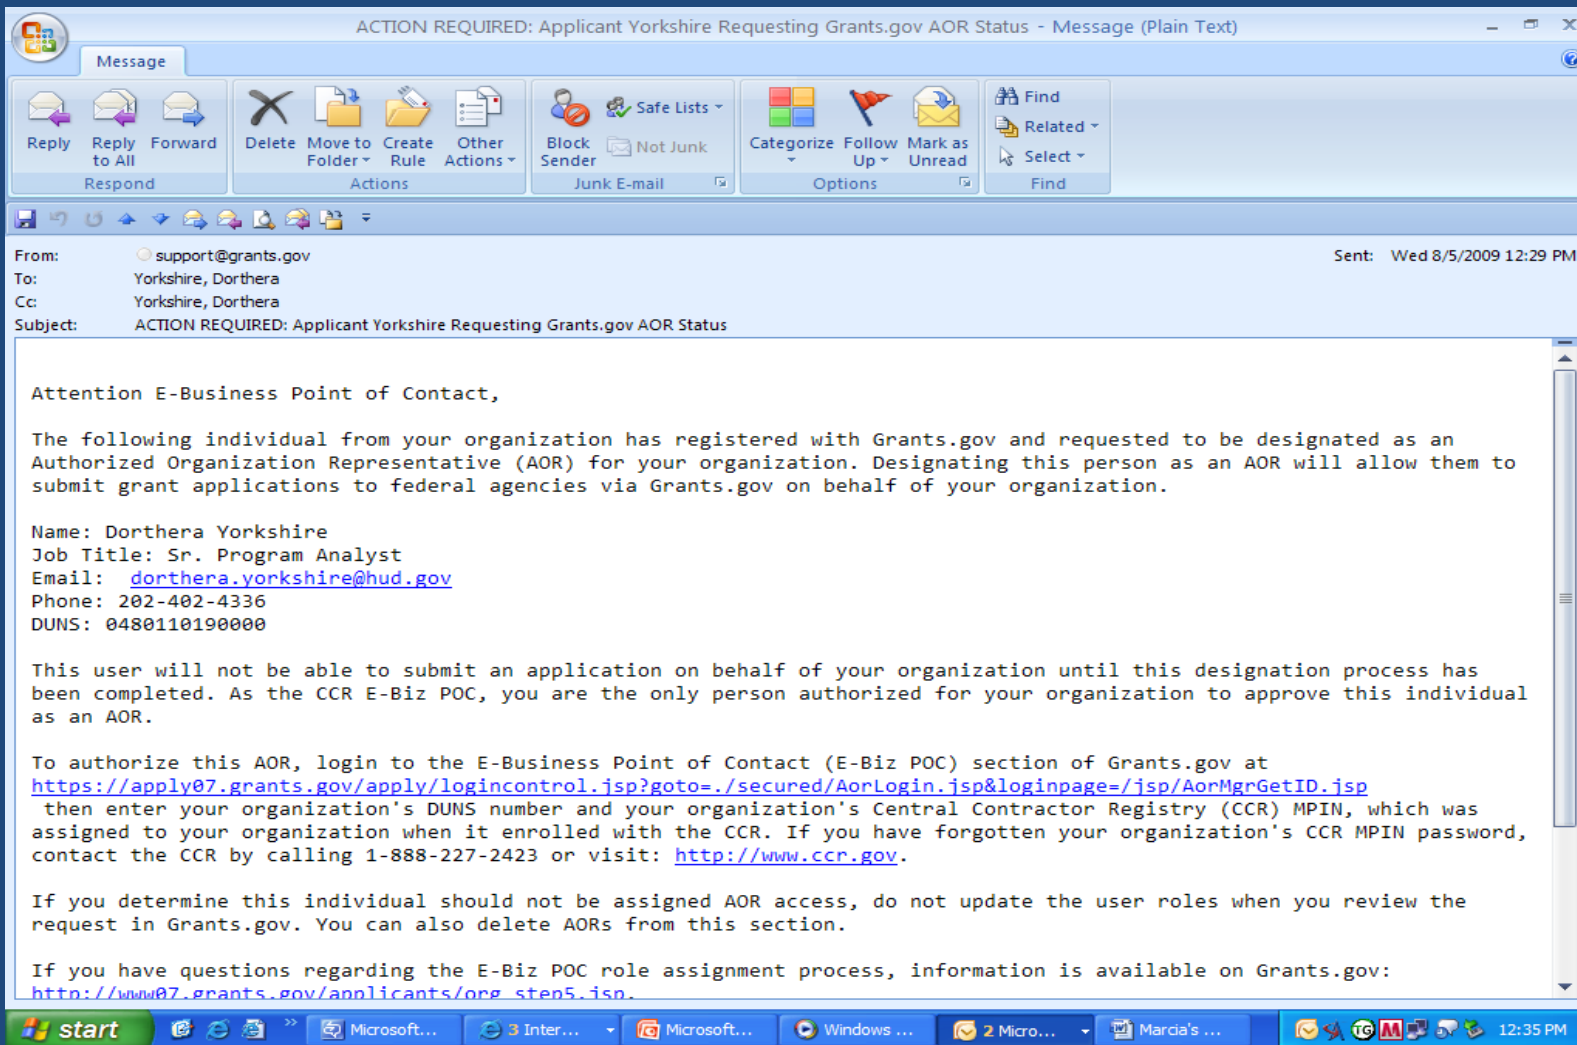 ACTION REQUIRED: Applicant Yorkshire Requesting Grants.gov AOR Status - Message (Plain Text)
Message
Reply
Reply to All
Forward
Delete
Move to Folder
Create Rule
Other Actions
Block Sender
Safe Lists
Not Junk
Categorize
Follow Up
Mark as Unread
Find
Related
Select
Respond
Actions
Junk E-mail
Options
Find
From: support@grants.gov
Sent: Wed 8/5/2009 12:29 PM
To: Yorkshire, Dorthera
Cc: Yorkshire, Dorthera
Subject: ACTION REQUIRED: Applicant Yorkshire Requesting Grants.gov AOR Status
Attention E-Business Point of Contact,
The following individual from your organization has registered with Grants.gov and requested to be designated as an
Authorized Organization Representative (AOR) for your organization. Designating this person as an AOR will allow them to
submit grant applications to federal agencies via Grants.gov on behalf of your organization.
Name: Dorthera Yorkshire
Job Title: Sr. Program Analyst
Email: dorthera.yorkshire@hud.gov
Phone: 202-402-4336
DUNS: 0480110190000
This user will not be able to submit an application on behalf of your organization until this designation process has
been completed. As the CCR E-Biz POC, you are the only person authorized for your organization to approve this individual
as an AOR.
To authorize this AOR, login to the E-Business Point of Contact (E-Biz POC) section of Grants.gov at
https://apply07.grants.gov/apply/logincontrol.jsp?goto=./secured/AorLogin.jsp&loginpage=/jsp/AorMgrGetID.jsp
then enter your organization's DUNS number and your organization's Central Contractor Registry (CCR) MPIN, which was
assigned to your organization when it enrolled with the CCR. If you have forgotten your organization's CCR MPIN password,
contact the CCR by calling 1-888-227-2423 or visit: http://www.ccr.gov.
If you determine this individual should not be assigned AOR access, do not update the user roles when you review the
request in Grants.gov. You can also delete AORs from this section.
If you have questions regarding the E-Biz POC role assignment process, information is available on Grants.gov:
http://www07.grants.gov/applicants/org_step5.jsp.
start
Microsoft...
3 Inter...
Microsoft...
Windows ...
2 Micro...
Marcia's ...
TG
M
12:35 PM